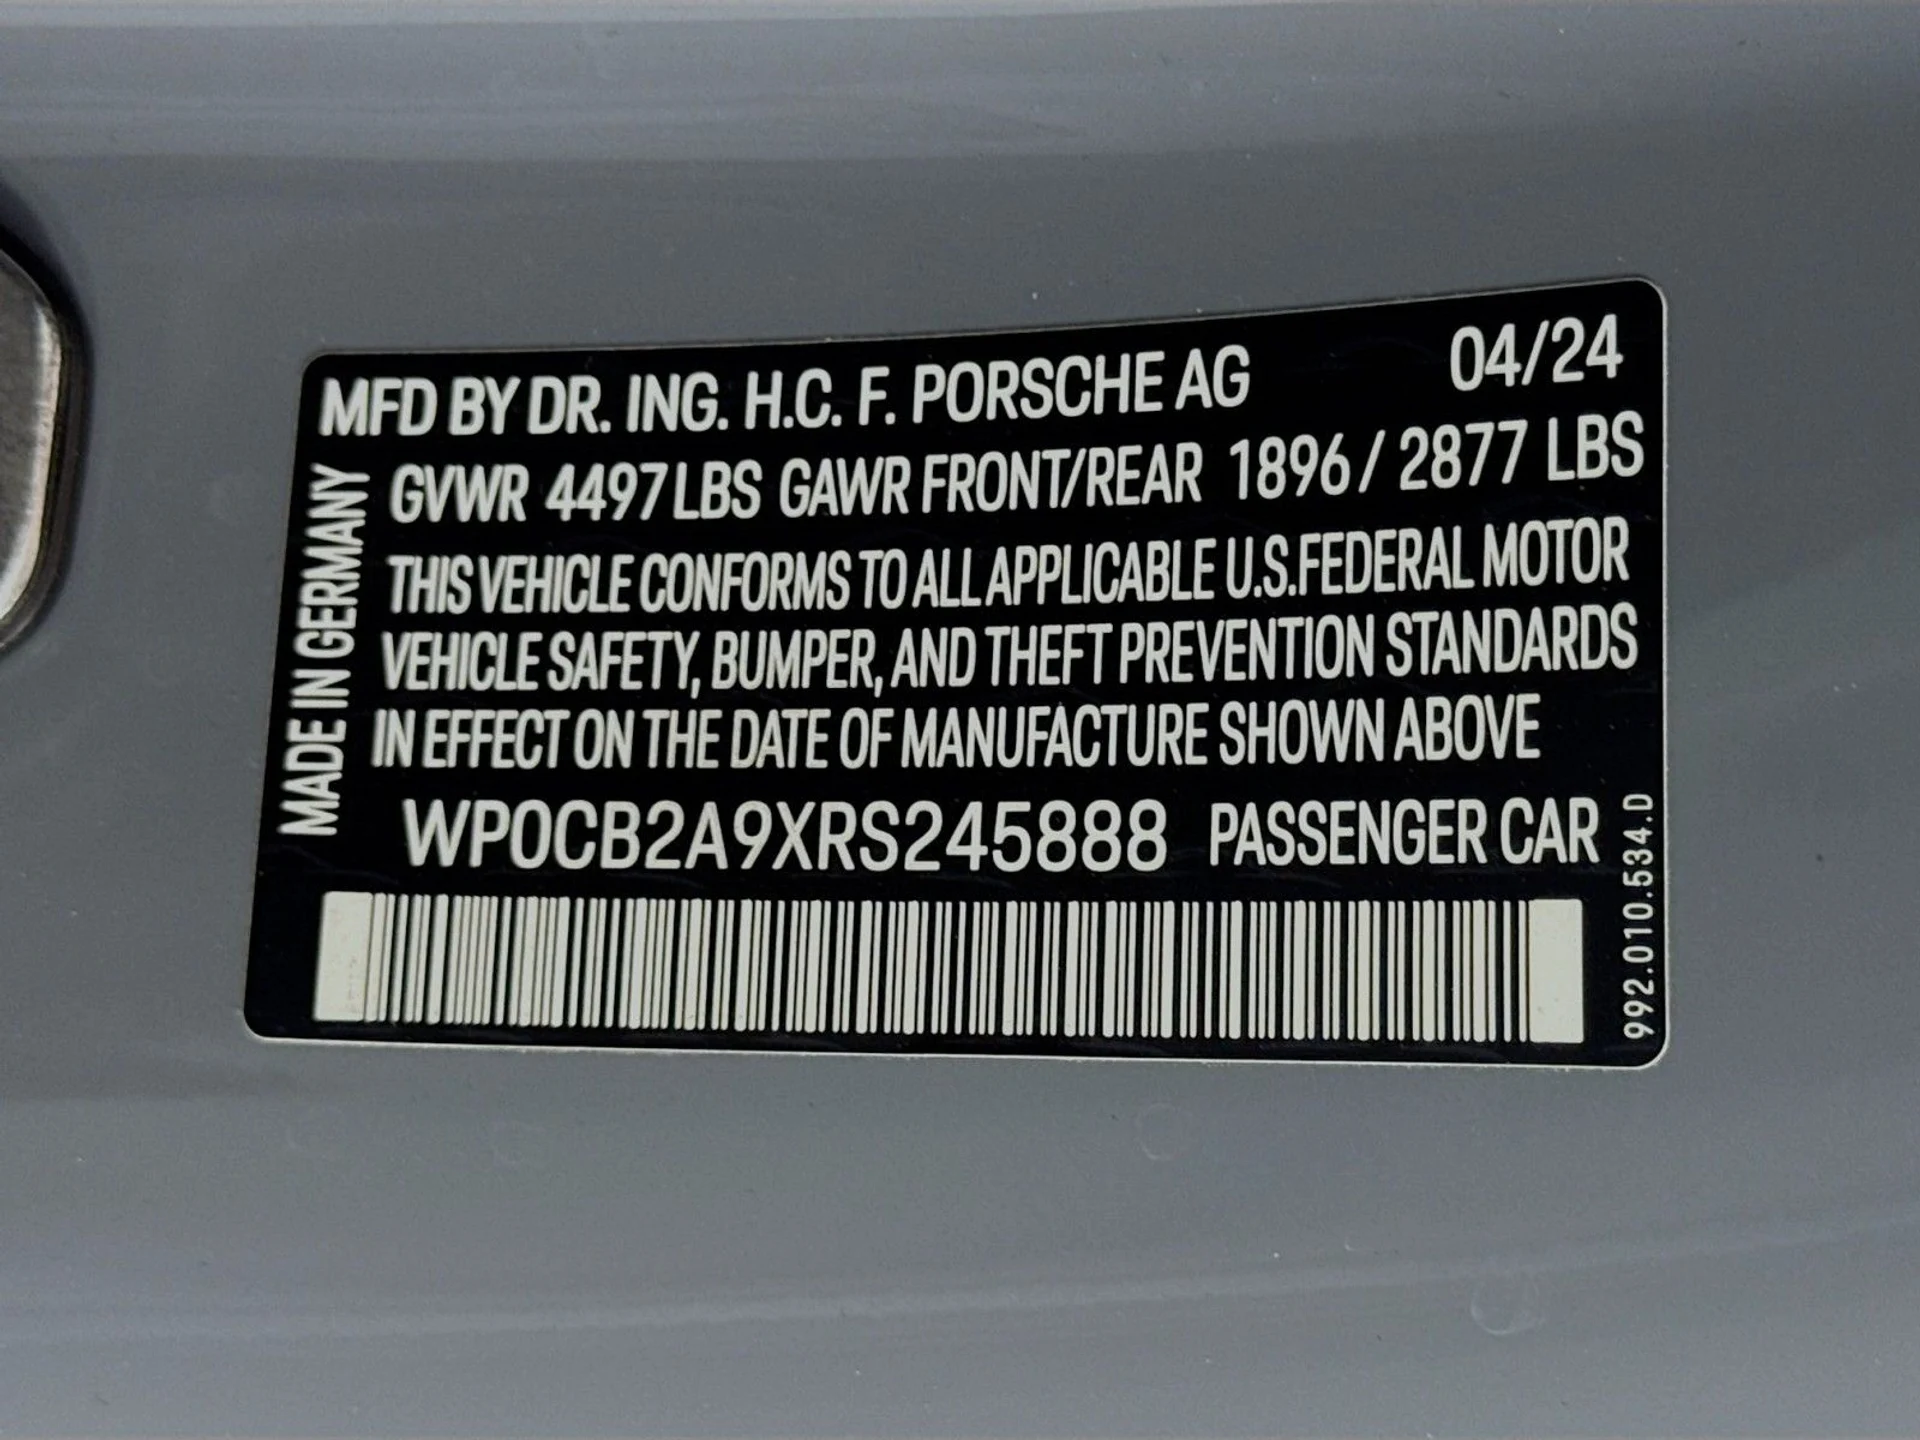 MFD BY DR. ING. H.C. F. PORSCHE AG 04/24
GVWR 4497 LBS GAWR FRONT/REAR 1896 / 2877 LBS
THIS VEHICLE CONFORMS TO ALL APPLICABLE U.S.FEDERAL MOTOR
VEHICLE SAFETY, BUMPER, AND THEFT PREVENTION STANDARDS
IN EFFECT ON THE DATE OF MANUFACTURE SHOWN ABOVE
WP0CB2A9XRS245888 PASSENGER CAR
MADE IN GERMANY
992.010.534.D